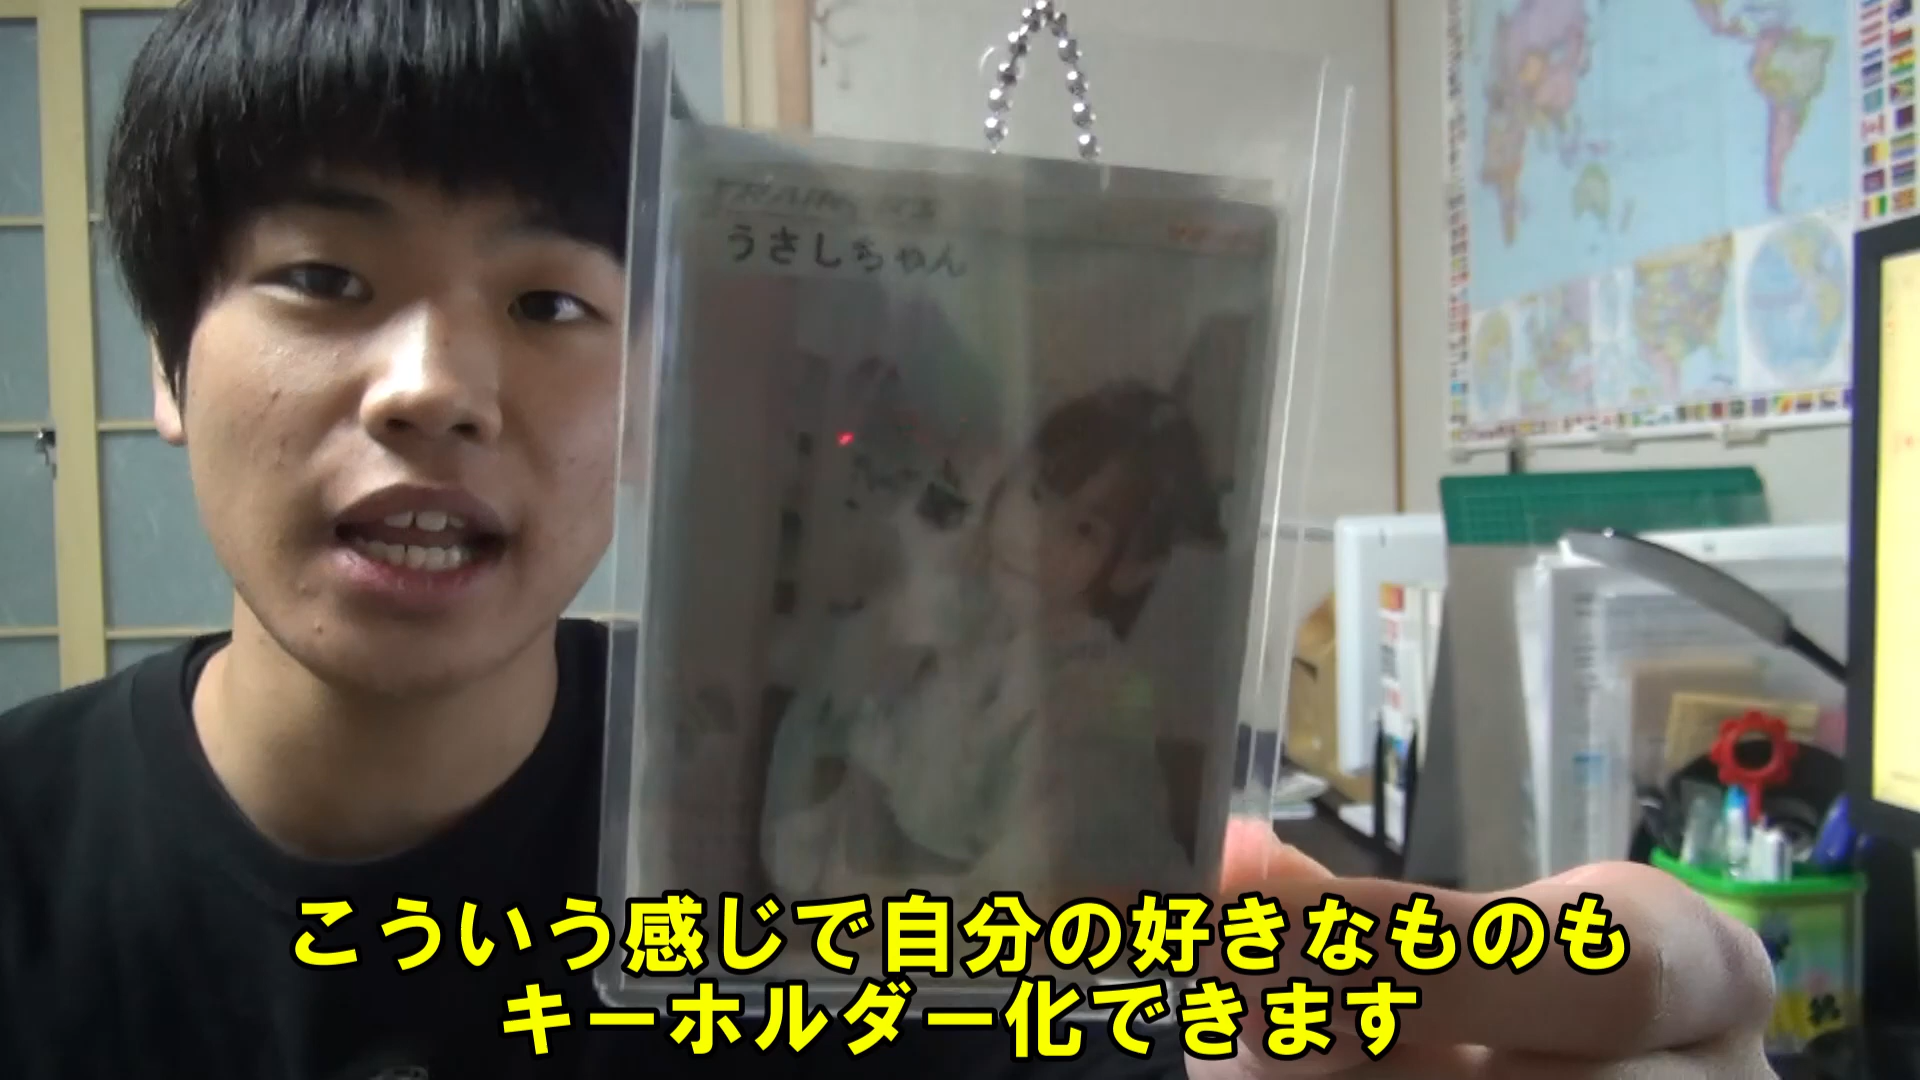 うさしちゃん
こういう感じで自分の好きなものも
キーホルダー化できます